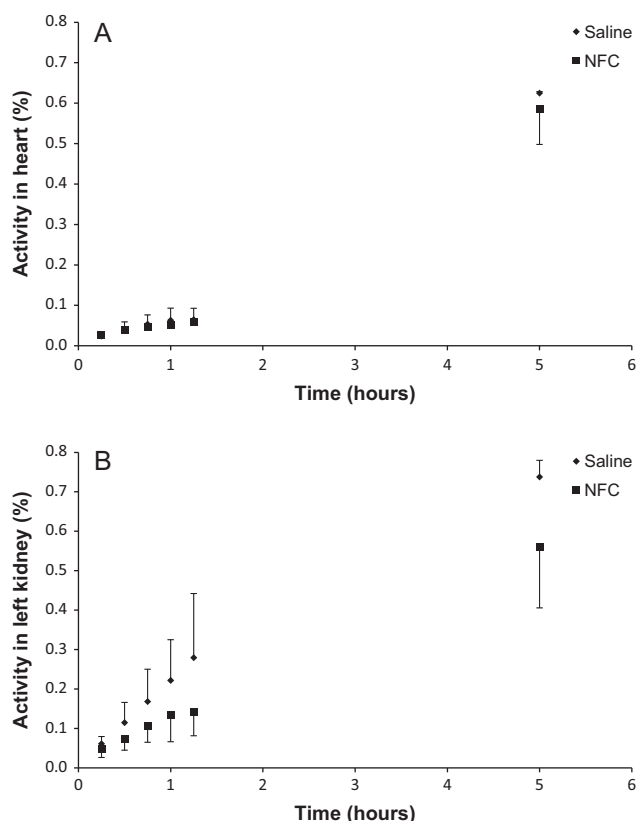 A
Saline
NFC
Activity in heart (%)
0.8
0.7
0.6
0.5
0.4
0.3
0.2
0.1
0.0
0 1 2 3 4 5 6
Time (hours)
B
Saline
NFC
Activity in left kidney (%)
0.8
0.7
0.6
0.5
0.4
0.3
0.2
0.1
0.0
0 1 2 3 4 5 6
Time (hours)